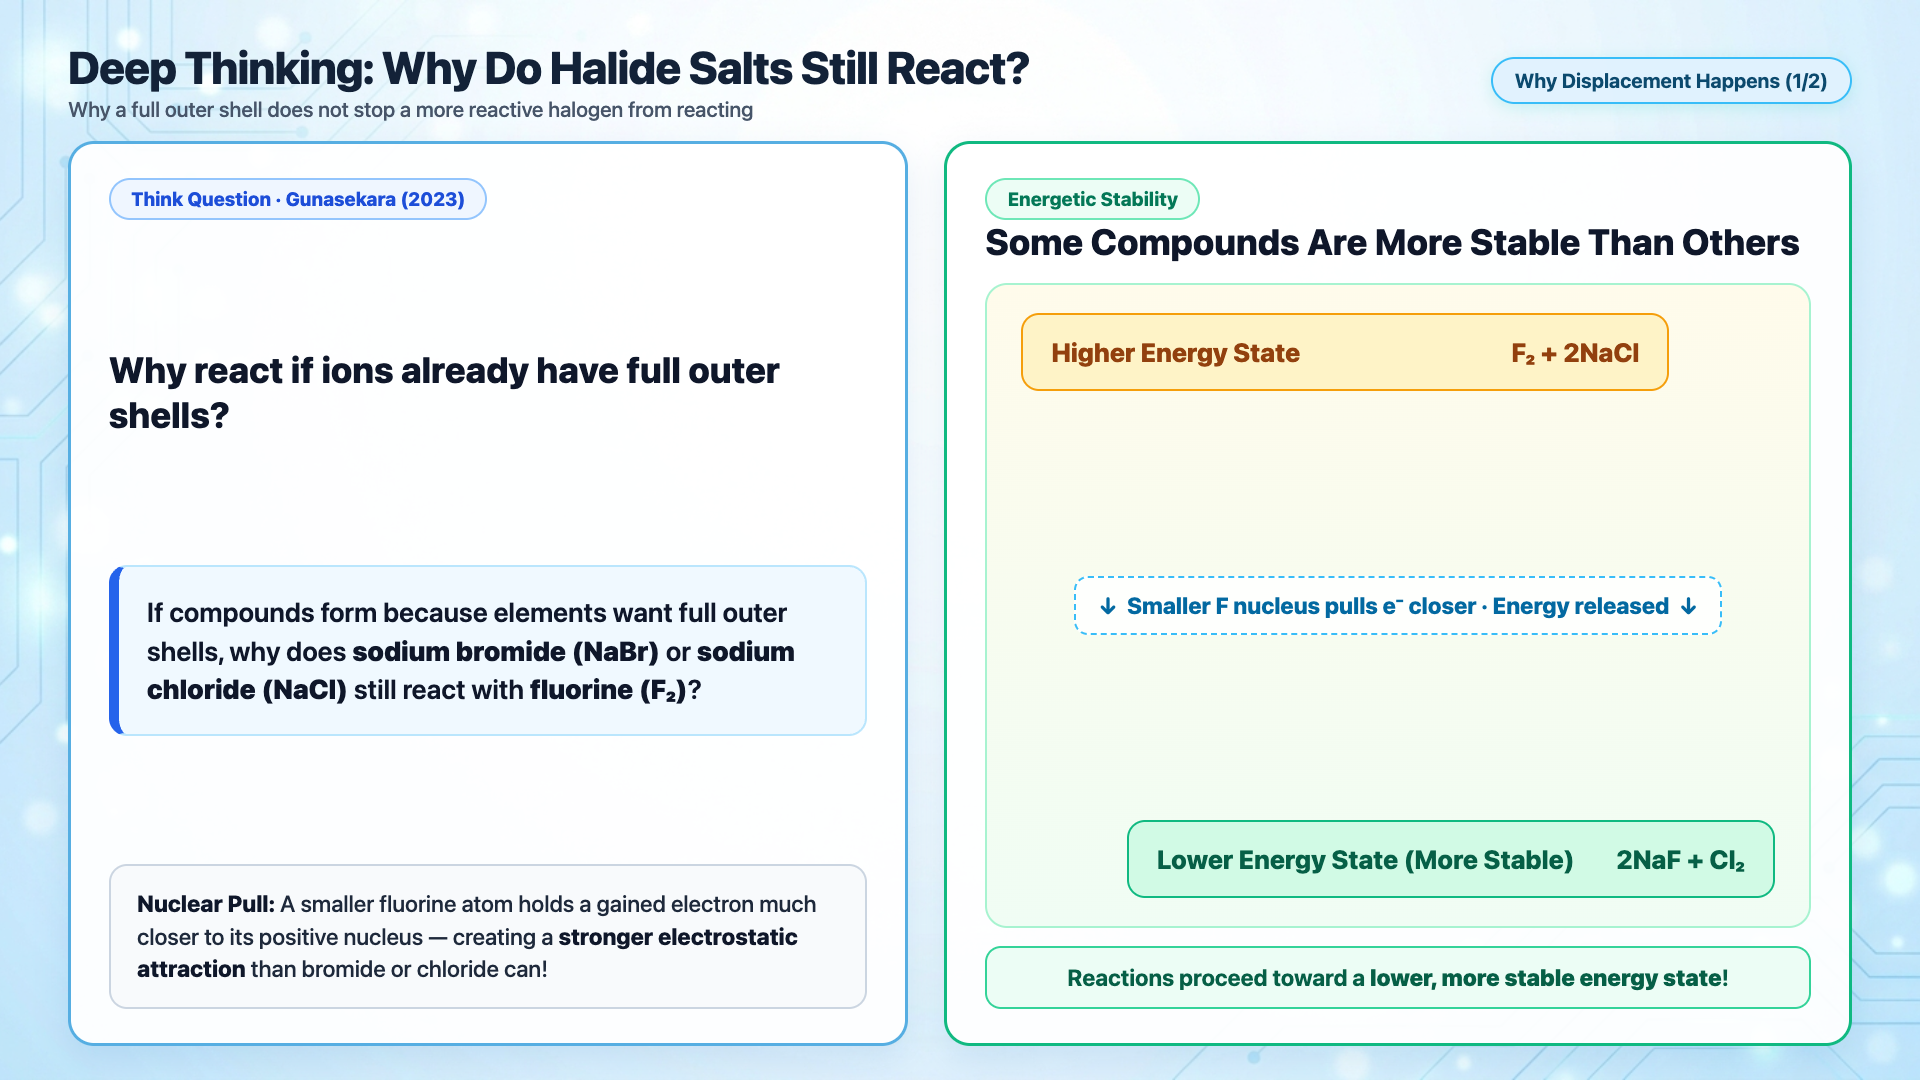 Deep Thinking: Why Do Halide Salts Still React?
Why a full outer shell does not stop a more reactive halogen from reacting
Why Displacement Happens (1/2)
Think Question · Gunasekara (2023)
Why react if ions already have full outer
shells?
If compounds form because elements want full outer
shells, why does sodium bromide (NaBr) or sodium
chloride (NaCl) still react with fluorine (F₂)?
Nuclear Pull: A smaller fluorine atom holds a gained electron much
closer to its positive nucleus — creating a stronger electrostatic
attraction than bromide or chloride can!
Energetic Stability
Some Compounds Are More Stable Than Others
Higher Energy State F₂ + 2NaCl
↓ Smaller F nucleus pulls e⁻ closer · Energy released ↓
Lower Energy State (More Stable) 2NaF + Cl₂
Reactions proceed toward a lower, more stable energy state!